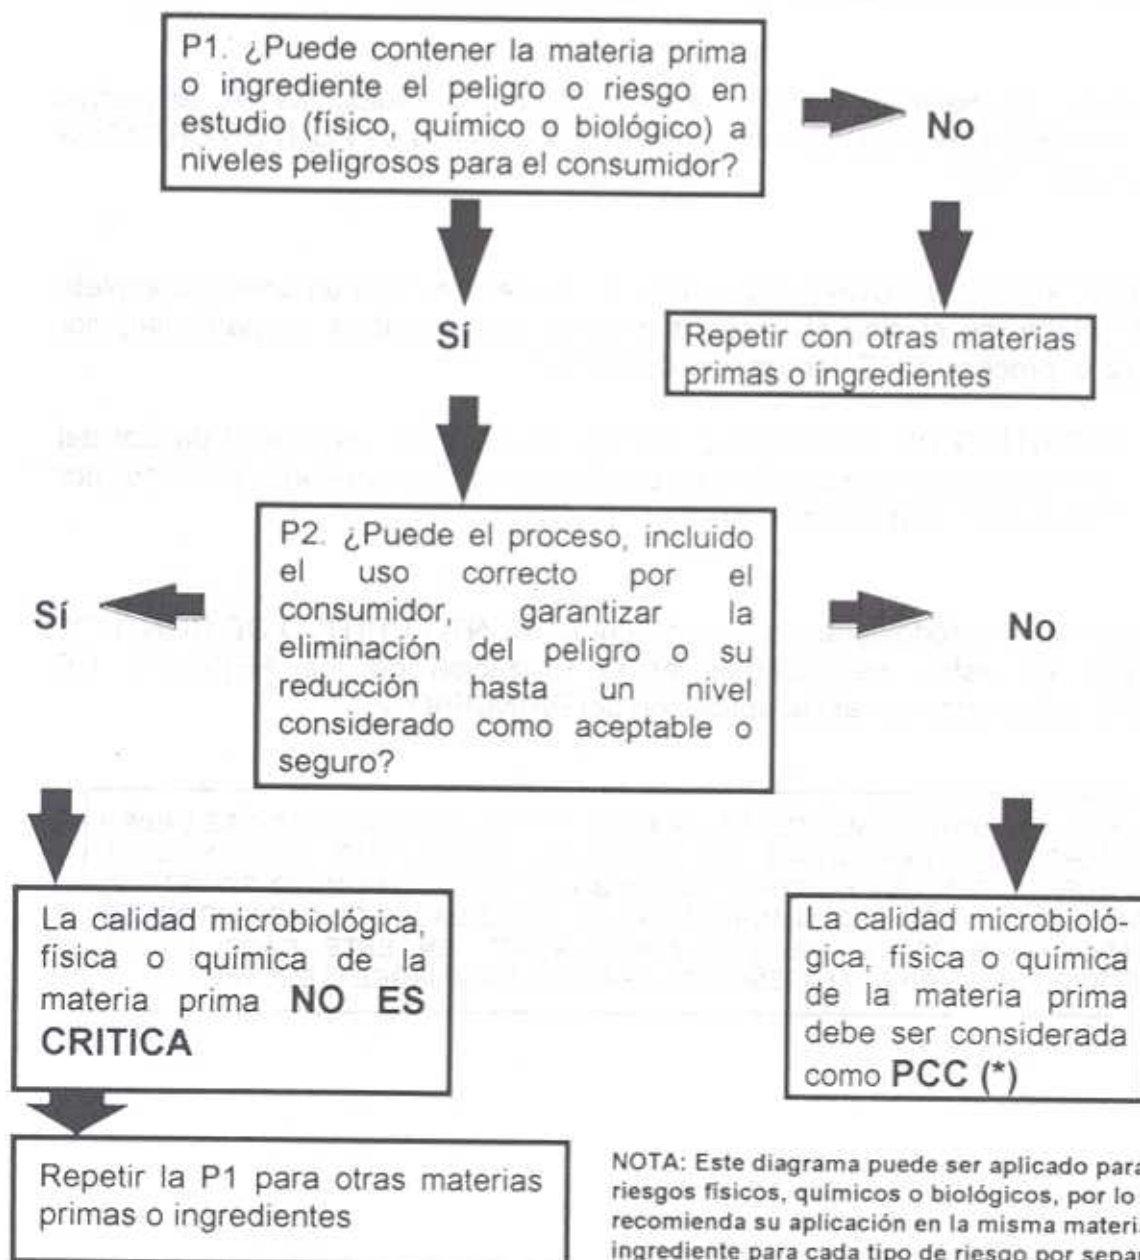 P1. ¿Puede contener la materia prima
o ingrediente el peligro o riesgo en
estudio (físico, químico o biológico) a
niveles peligrosos para el consumidor?
No
Sí
Repetir con otras materias
primas o ingredientes
P2. ¿Puede el proceso, incluido
el uso correcto por el
consumidor, garantizar la
eliminación del peligro o su
reducción hasta un nivel
considerado como aceptable o
seguro?
Sí
No
La calidad microbiológica,
física o química de la
materia prima NO ES
CRITICA
La calidad microbioló-
gica, física o química
de la materia prima
debe ser considerada
como PCC (*)
Repetir la P1 para otras materias
primas o ingredientes
NOTA: Este diagrama puede ser aplicado para
riesgos físicos, químicos o biológicos, por lo
recomienda su aplicación en la misma materi
ingrediente para cada tipo de riesgo por separ